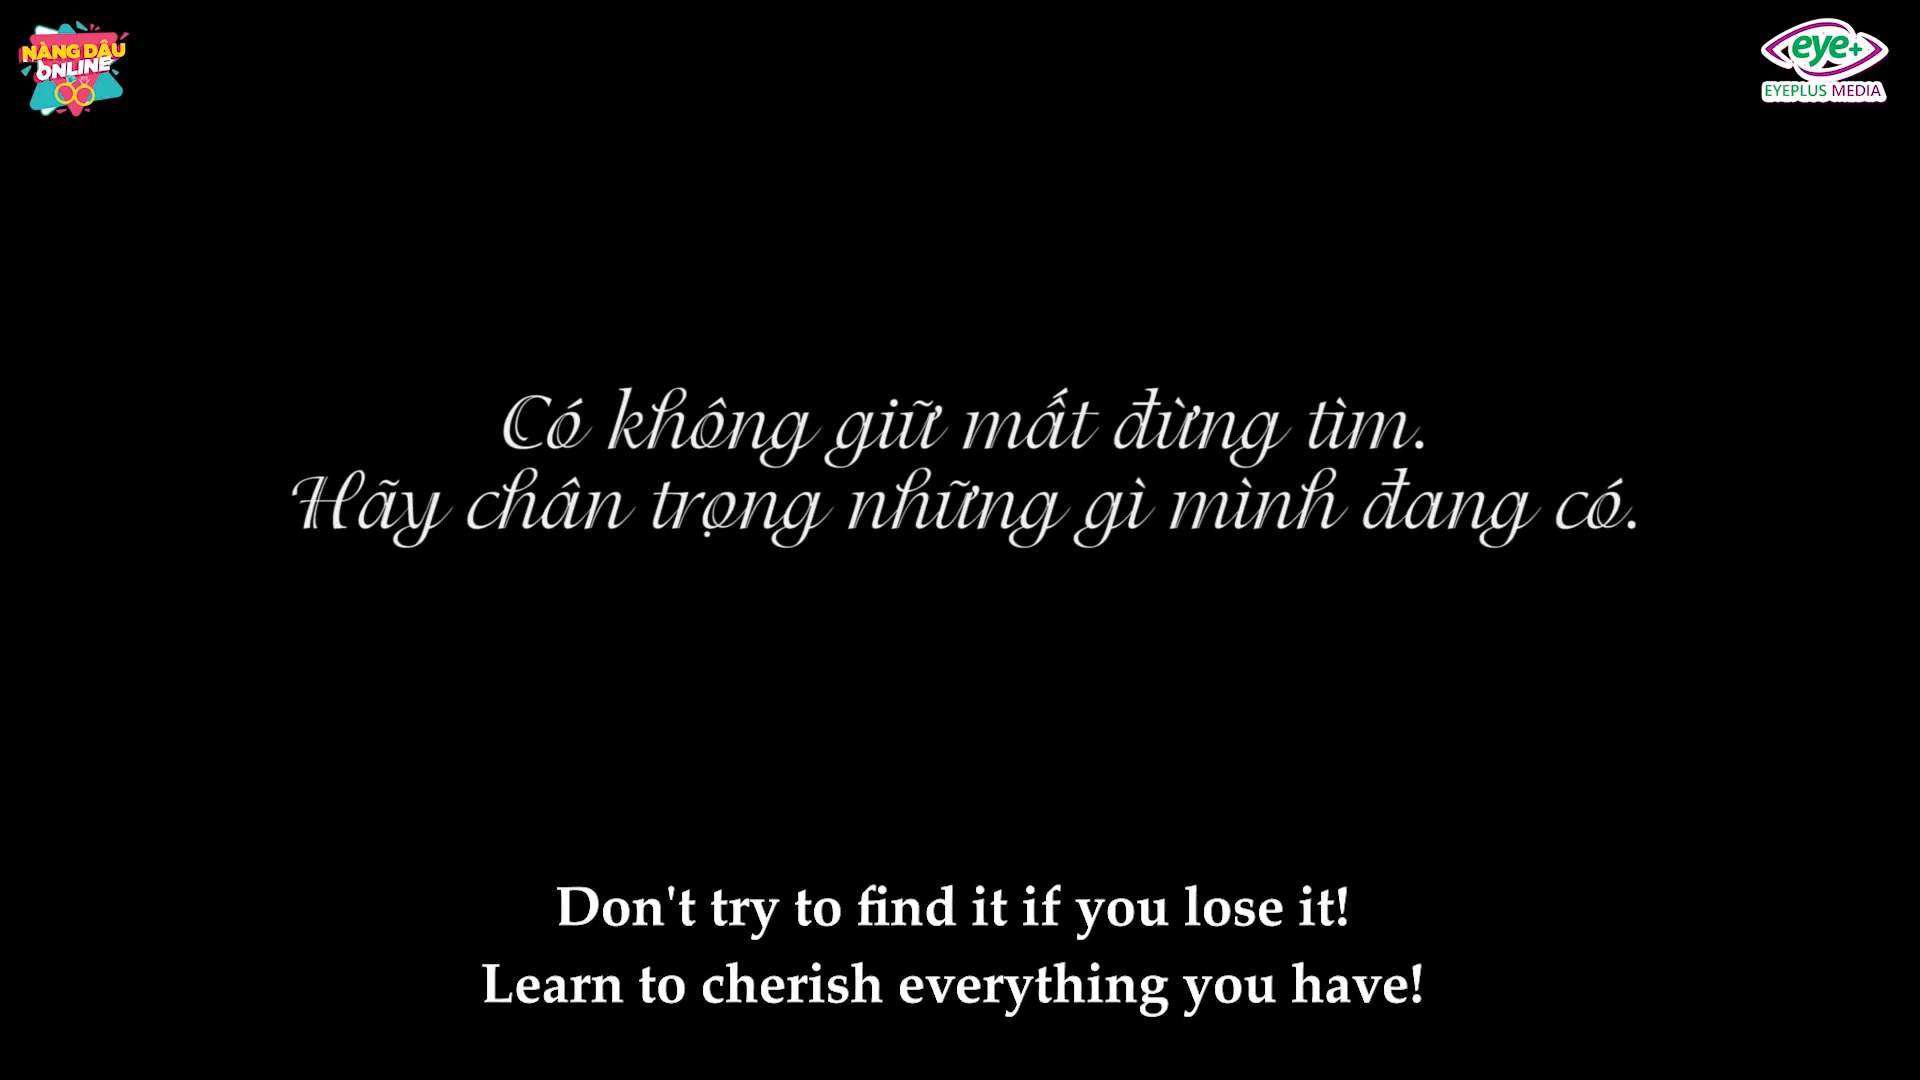 NÀNG DÂU
ONLINE
eye+
EYEPLUS MEDIA
Có không giữ mất đừng tìm.
Hãy chân trọng những gì mình đang có.
Don't try to find it if you lose it!
Learn to cherish everything you have!